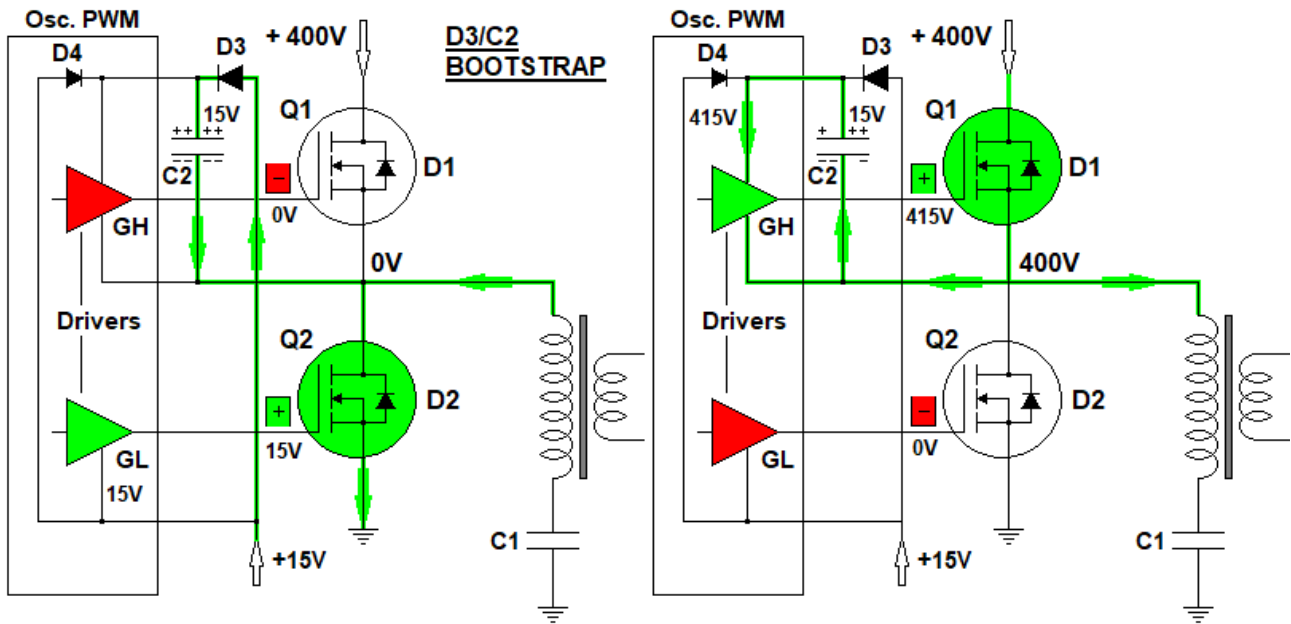 Osc. PWM
D4
D3
+ 400V
D3/C2
BOOTSTRAP
15V
Q1
++ ++
-- --
C2
D1
-
0V
GH
0V
Drivers
Q2
D2
+
15V
GL
15V
C1
+15V
Osc. PWM
D4
D3
+ 400V
415V
15V
Q1
+ ++
- -
C2
D1
+
415V
GH
400V
Drivers
Q2
D2
-
0V
GL
C1
+15V